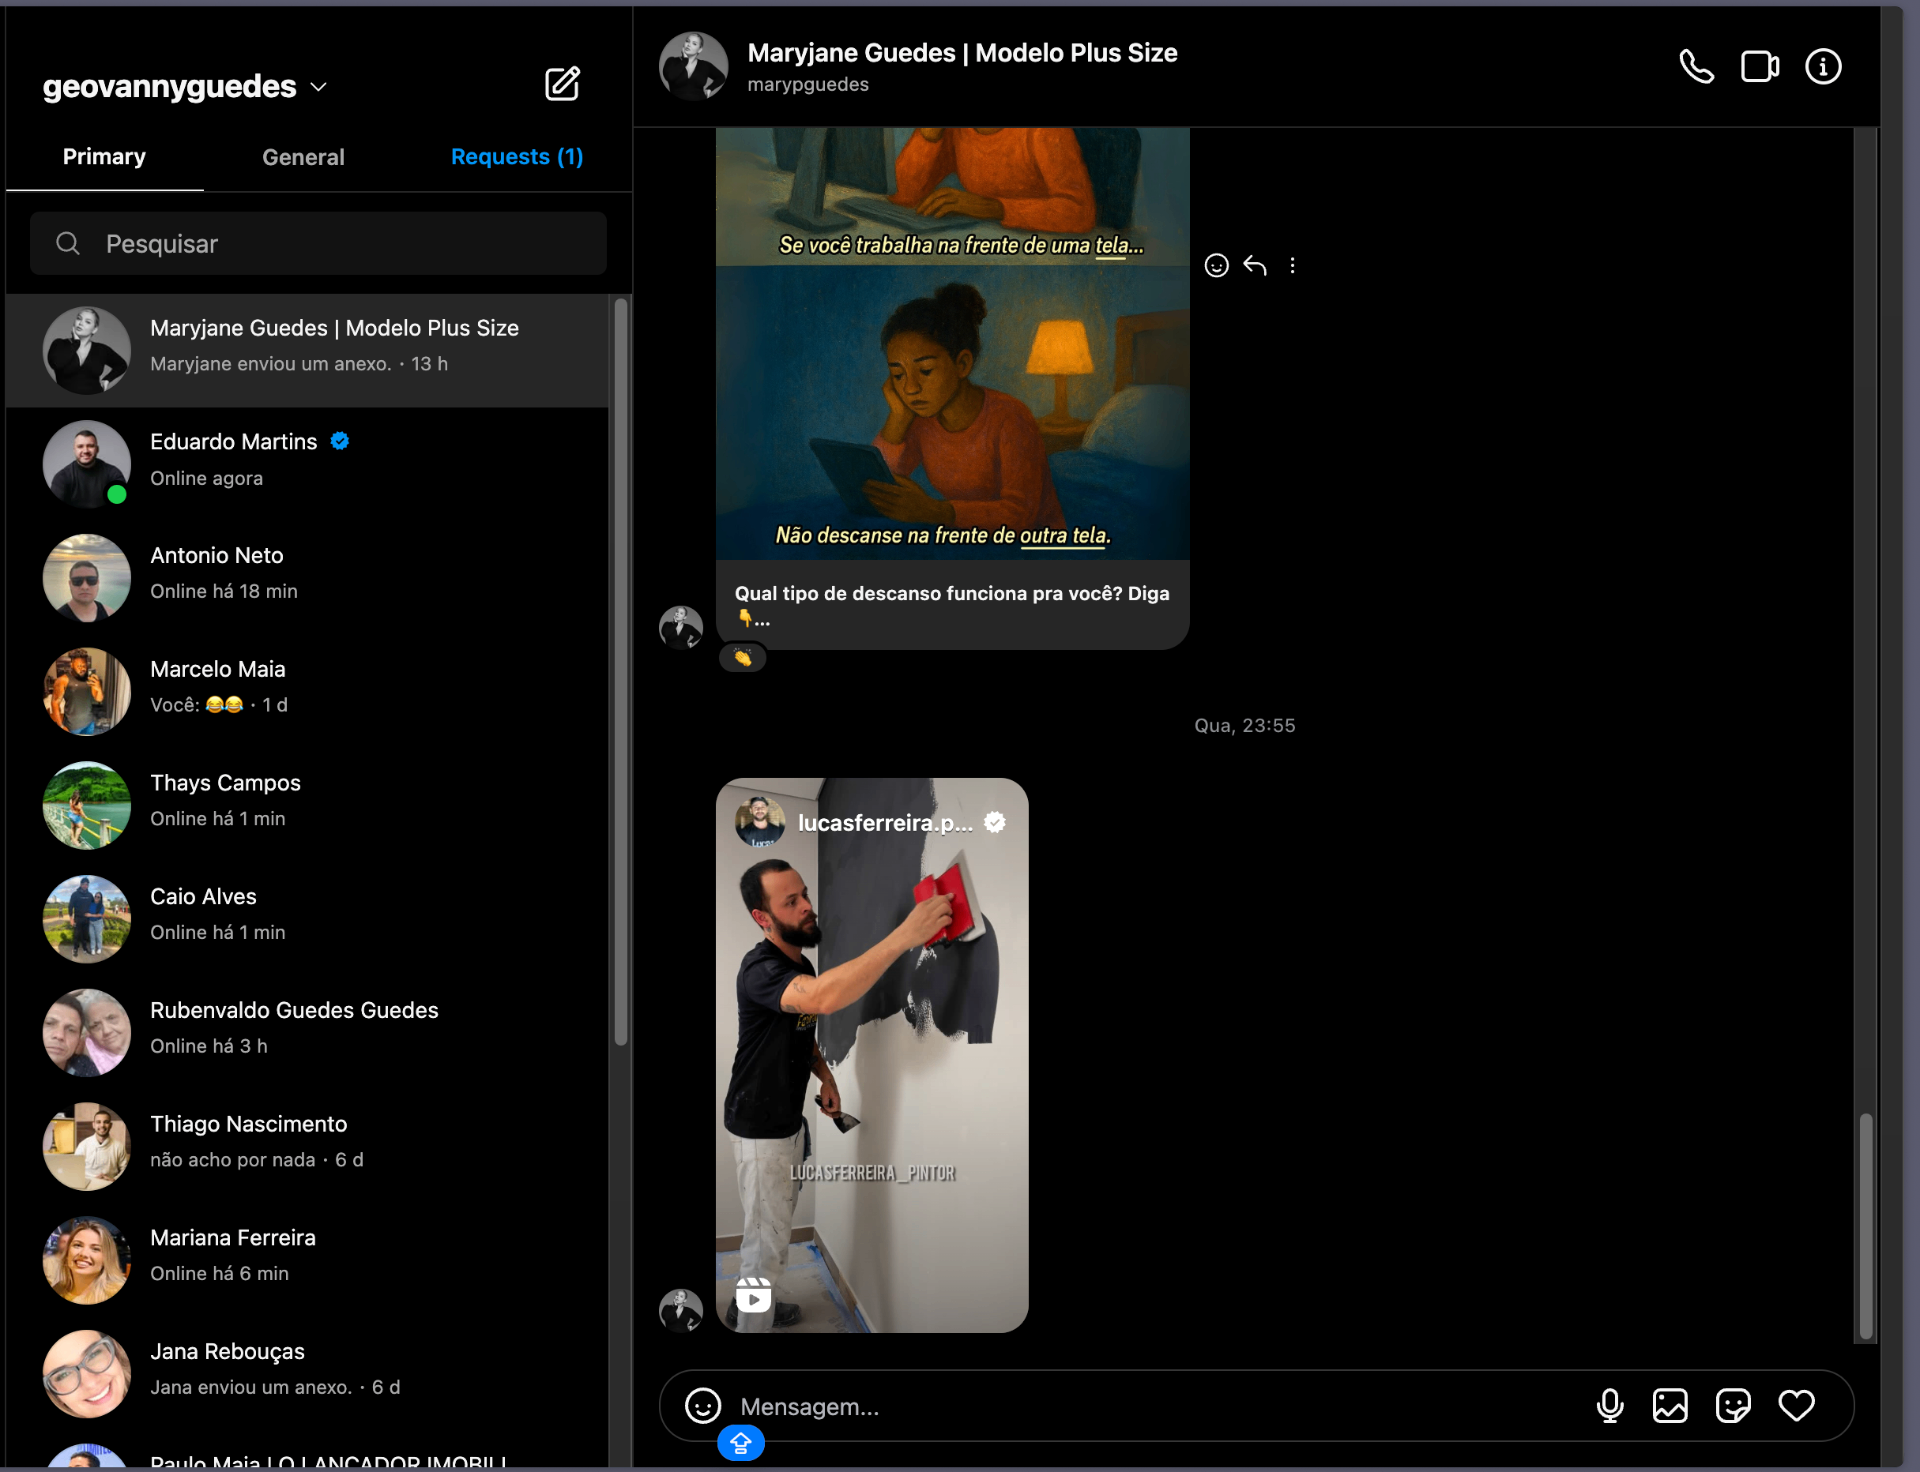 geovannyguedes
Primary
General
Requests (1)
Pesquisar
Maryjane Guedes | Modelo Plus Size
Maryjane enviou um anexo. · 13 h
Eduardo Martins
Online agora
Antonio Neto
Online há 18 min
Marcelo Maia
Você: 😂😂 · 1 d
Thays Campos
Online há 1 min
Caio Alves
Online há 1 min
Rubenvaldo Guedes Guedes
Online há 3 h
Thiago Nascimento
não acho por nada · 6 d
Mariana Ferreira
Online há 6 min
Jana Rebouças
Jana enviou um anexo. · 6 d
Paulo Maia | O LANÇADOR IMOBILI
Maryjane Guedes | Modelo Plus Size
marypguedes
Se você trabalha na frente de uma tela...
Não descanse na frente de outra tela.
Qual tipo de descanso funciona pra você? Diga
👇...
Qua, 23:55
lucasferreira.p...
LUCASFERREIRA_PINTOR
Mensagem...